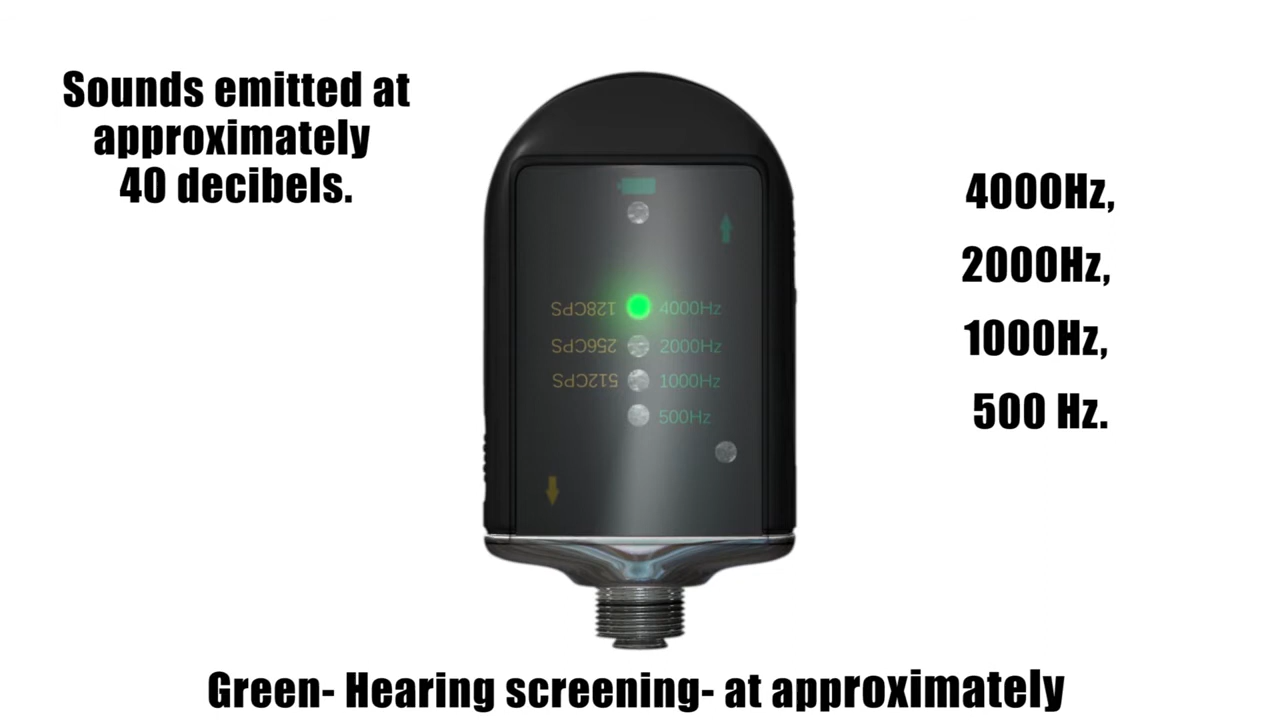 Sounds emitted at
approximately
40 decibels.
4000Hz,
2000Hz,
1000Hz,
500 Hz.
128CPS 4000Hz
256CPS 2000Hz
512CPS 1000Hz
500Hz
Green- Hearing screening- at approximately